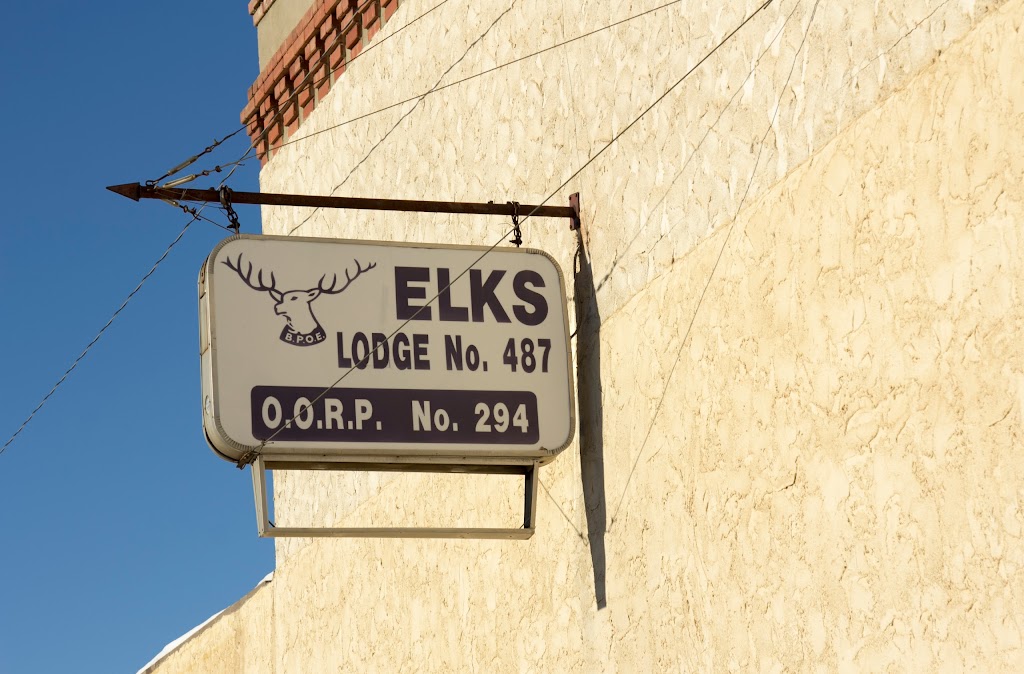 ELKS
B.P.O.E.
LODGE No. 487
O.O.R.P. No. 294